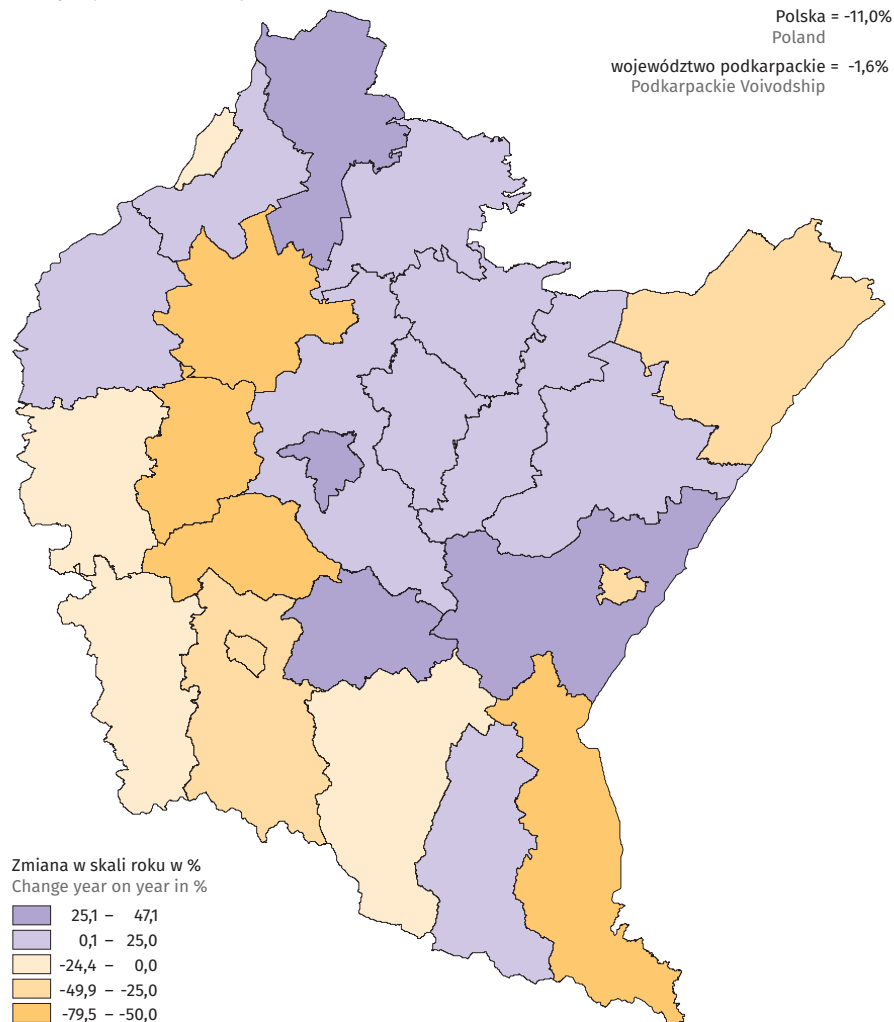 Polska = -11,0%
Poland
województwo podkarpackie = -1,6%
Podkarpackie Voivodship
Zmiana w skali roku w %
Change year on year in %
25,1 – 47,1
0,1 – 25,0
-24,4 – 0,0
-49,9 – -25,0
-79,5 – -50,0